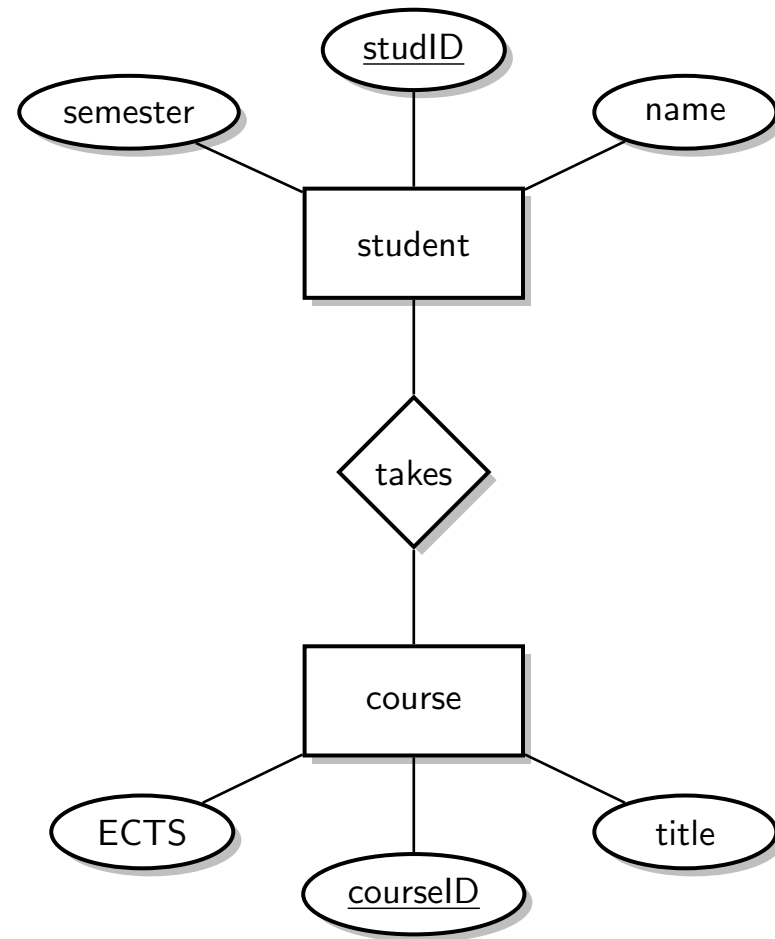 studID
semester
name
student
takes
course
ECTS
title
courseID